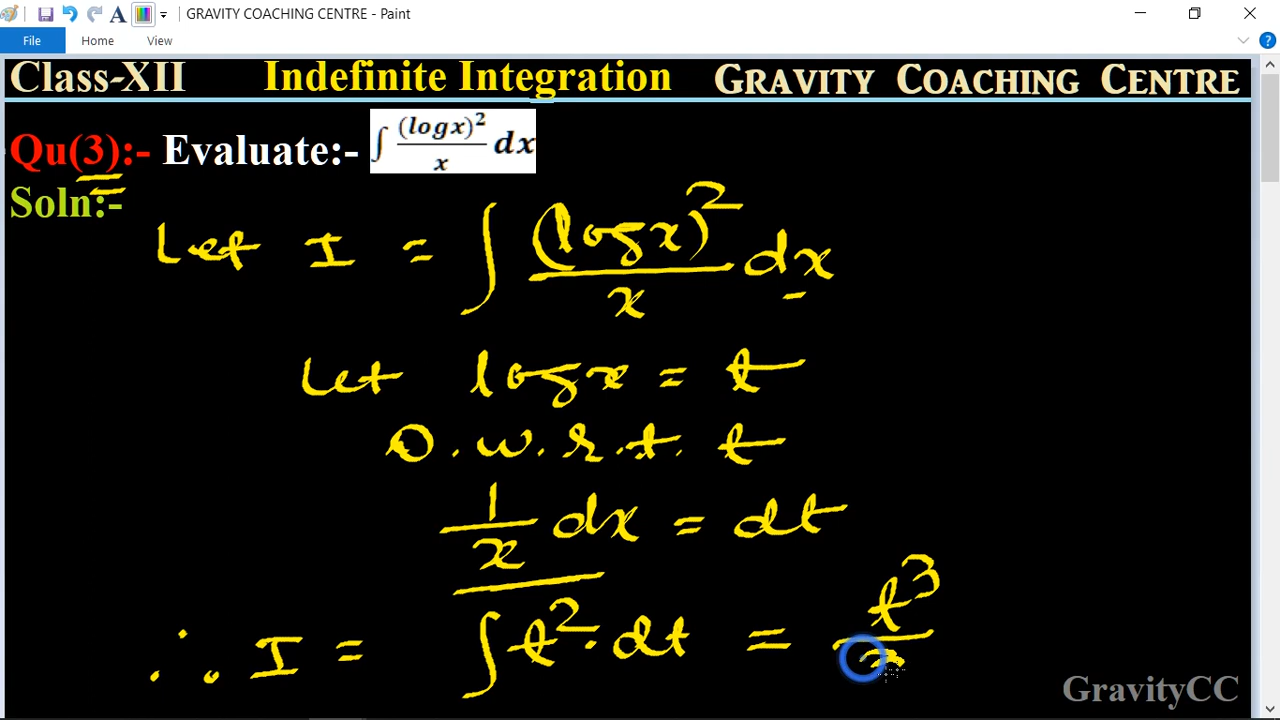 GRAVITY COACHING CENTRE - Paint
File Home View
Class-XII Indefinite Integration GRAVITY COACHING CENTRE
Qu(3):- Evaluate:- ∫ (logx)²/x dx
Soln:-
Let I = ∫ (logx)²/x dx
Let logx = t
D.w.r.t. t
1/x dx = dt
∴ I = ∫ t². dt = t³/
GravityCC